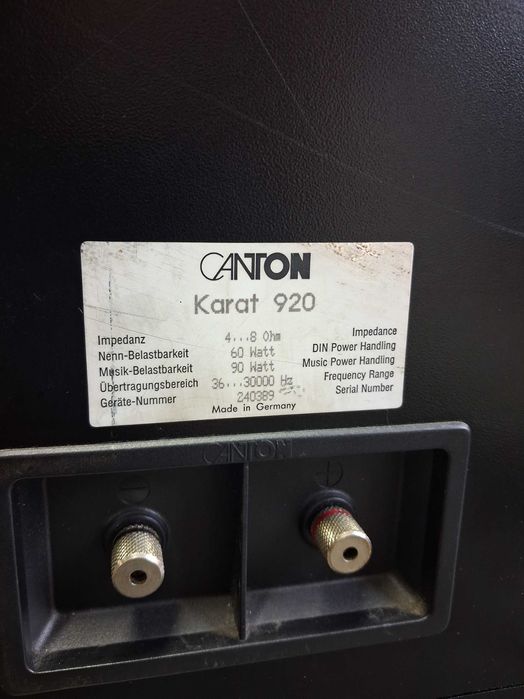 CANTON
Karat 920
Impedanz 4...8 Ohm Impedance
Nenn-Belastbarkeit 60 Watt DIN Power Handling
Musik-Belastbarkeit 90 Watt Music Power Handling
Übertragungsbereich 36...30000 Hz Frequency Range
Geräte-Nummer 240389 Serial Number
Made in Germany
CANTON
- +